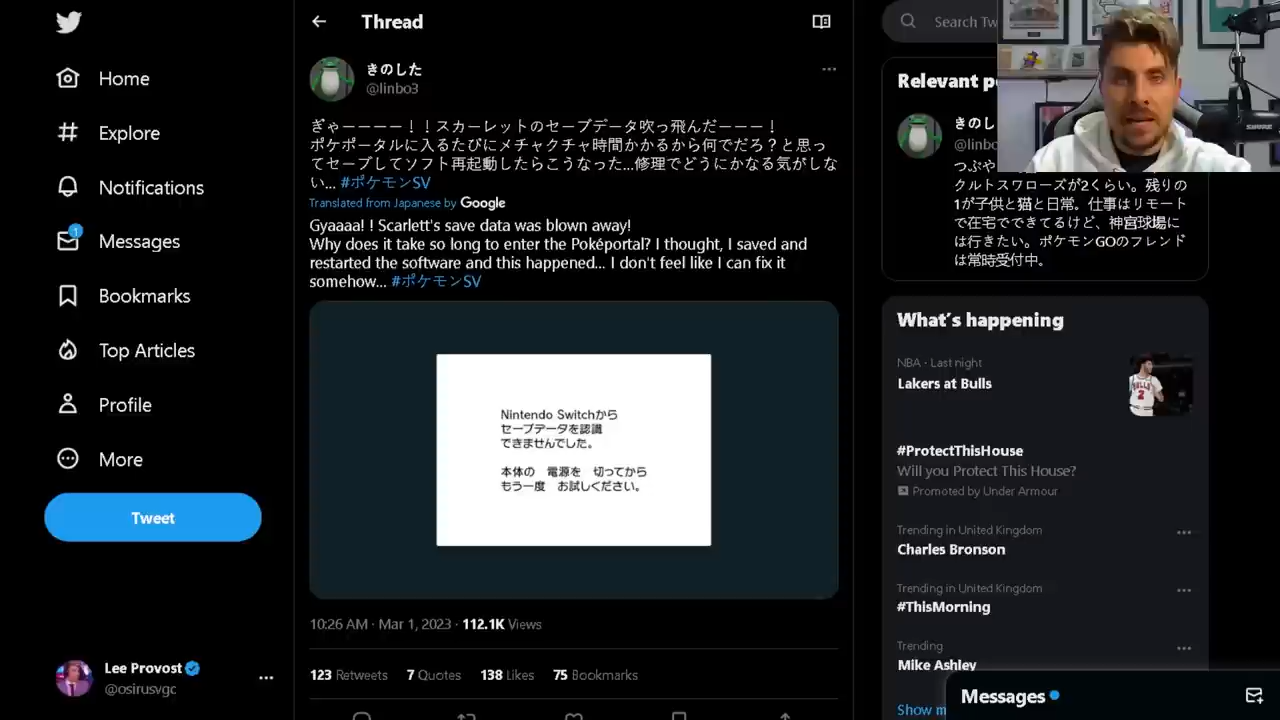 Thread
Search Tw
Home
Explore
Notifications
1
Messages
Bookmarks
Top Articles
Profile
More
Tweet
Lee Provost
@osirusvgc
きのした
@linbo3
ぎゃーーーー！！スカーレットのセーブデータ吹っ飛んだーーー！
ポケポータルに入るたびにメチャクチャ時間かかるから何でだろ？と思っ
てセーブしてソフト再起動したらこうなった...修理でどうにかなる気がしな
い... #ポケモンSV
Translated from Japanese by Google
Gyaaaa! ! Scarlett's save data was blown away!
Why does it take so long to enter the Poképortal? I thought, I saved and
restarted the software and this happened... I don't feel like I can fix it
somehow... #ポケモンSV
Nintendo Switchから
セーブデータを認識
できませんでした。
本体の　電源を　切ってから
もう一度　お試しください。
10:26 AM · Mar 1, 2023 · 112.1K Views
123 Retweets 7 Quotes 138 Likes 75 Bookmarks
Relevant p
きのし
@linbo
つぶや
クルトスワローズが2くらい。残りの
1が子供と猫と日常。仕事はリモート
で在宅でできてるけど、神宮球場に
は行きたい。ポケモンGOのフレンド
は常時受付中。
SHURE
What's happening
NBA · Last night
Lakers at Bulls
BULLS
2
#ProtectThisHouse
Will you Protect This House?
Promoted by Under Armour
Trending in United Kingdom
Charles Bronson
Trending in United Kingdom
#ThisMorning
Trending
Mike Ashley
Show m
Messages